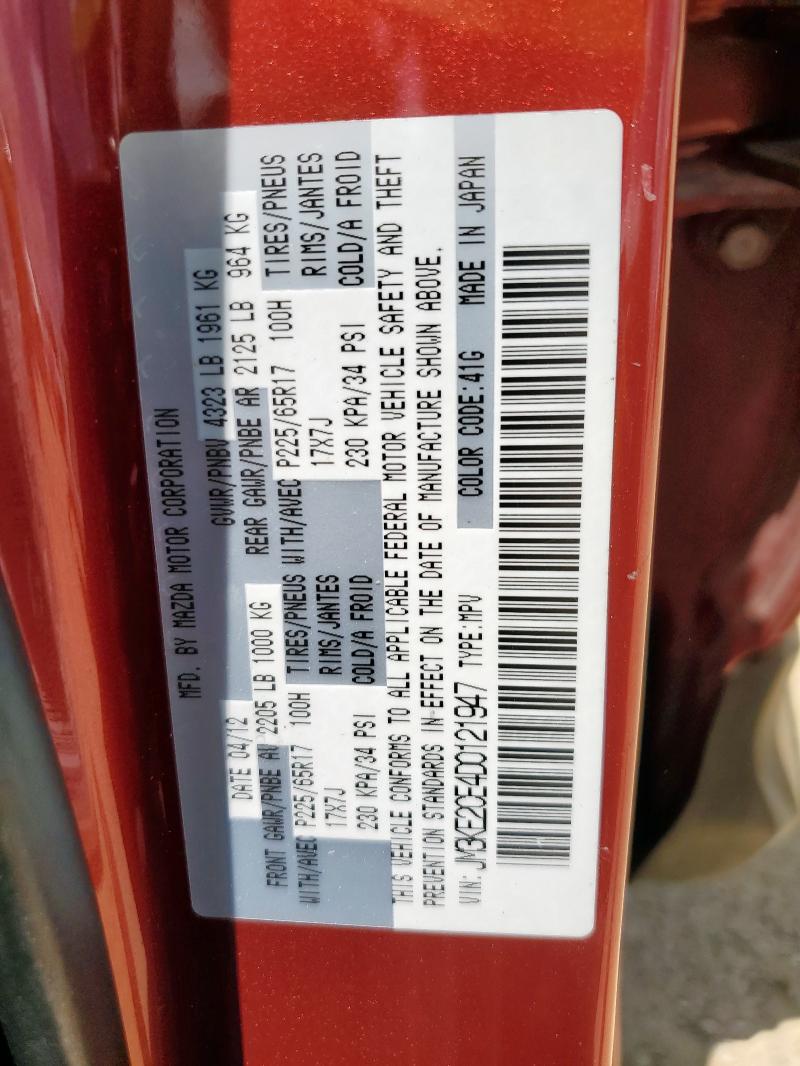 MFD. BY MAZDA MOTOR CORPORATION
DATE 04/12 GVWR/PNBV 4323 LB 1961 KG
FRONT GAWR/PNBE AV 2205 LB 1000 KG REAR GAWR/PNBE AR 2125 LB 964 KG
WITH/AVEC P225/65R17 100H TIRES/PNEUS WITH/AVEC P225/65R17 100H TIRES/PNEUS
17X7J RIMS/JANTES 17X7J RIMS/JANTES
230 KPA/34 PSI COLD/A FROID 230 KPA/34 PSI COLD/A FROID
THIS VEHICLE CONFORMS TO ALL APPLICABLE FEDERAL MOTOR VEHICLE SAFETY AND THEFT
PREVENTION STANDARDS IN EFFECT ON THE DATE OF MANUFACTURE SHOWN ABOVE.
VIN: JM3KE2CE4D0121947 TYPE:MPV COLOR CODE:41G MADE IN JAPAN